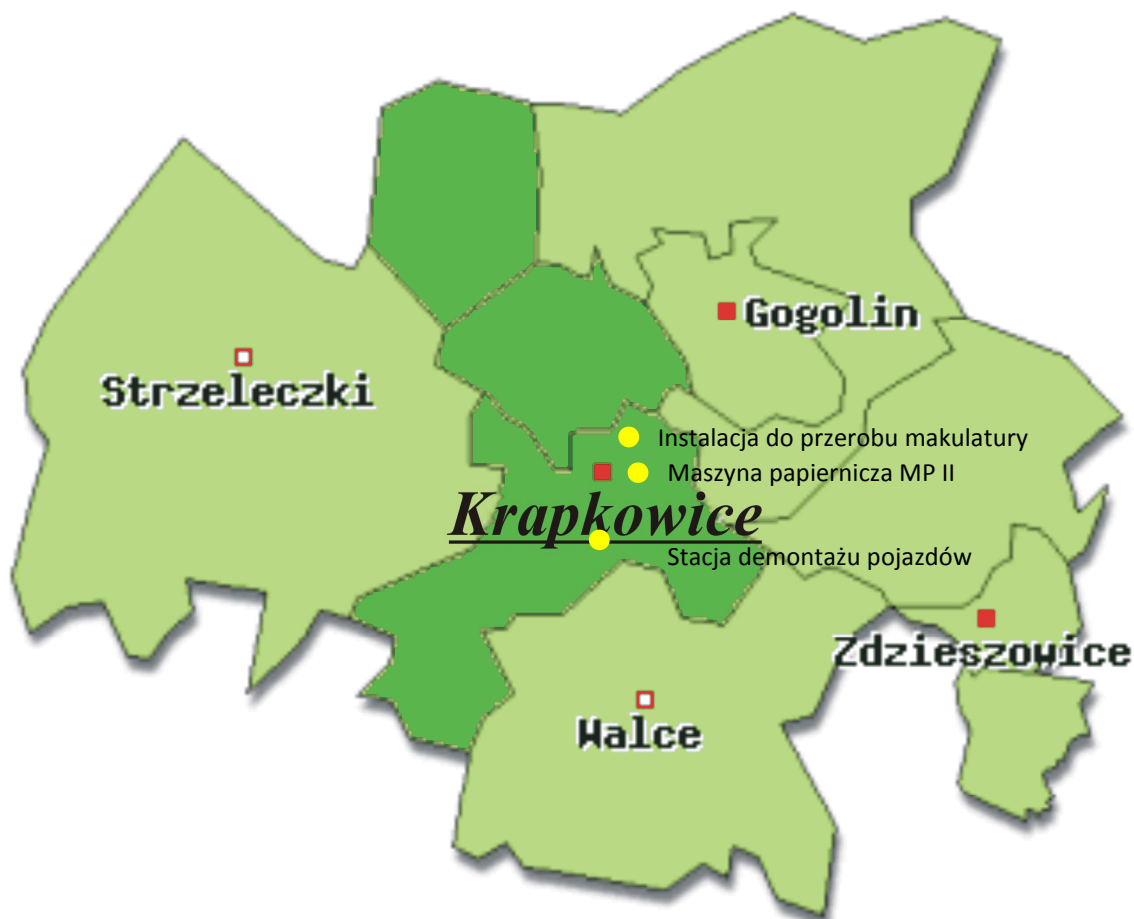 Gogolin
Strzeleczki
Instalacja do przerobu makulatury
Maszyna papiernicza MP II
Krapkowice
Stacja demontażu pojazdów
Zdzieszowice
Walce